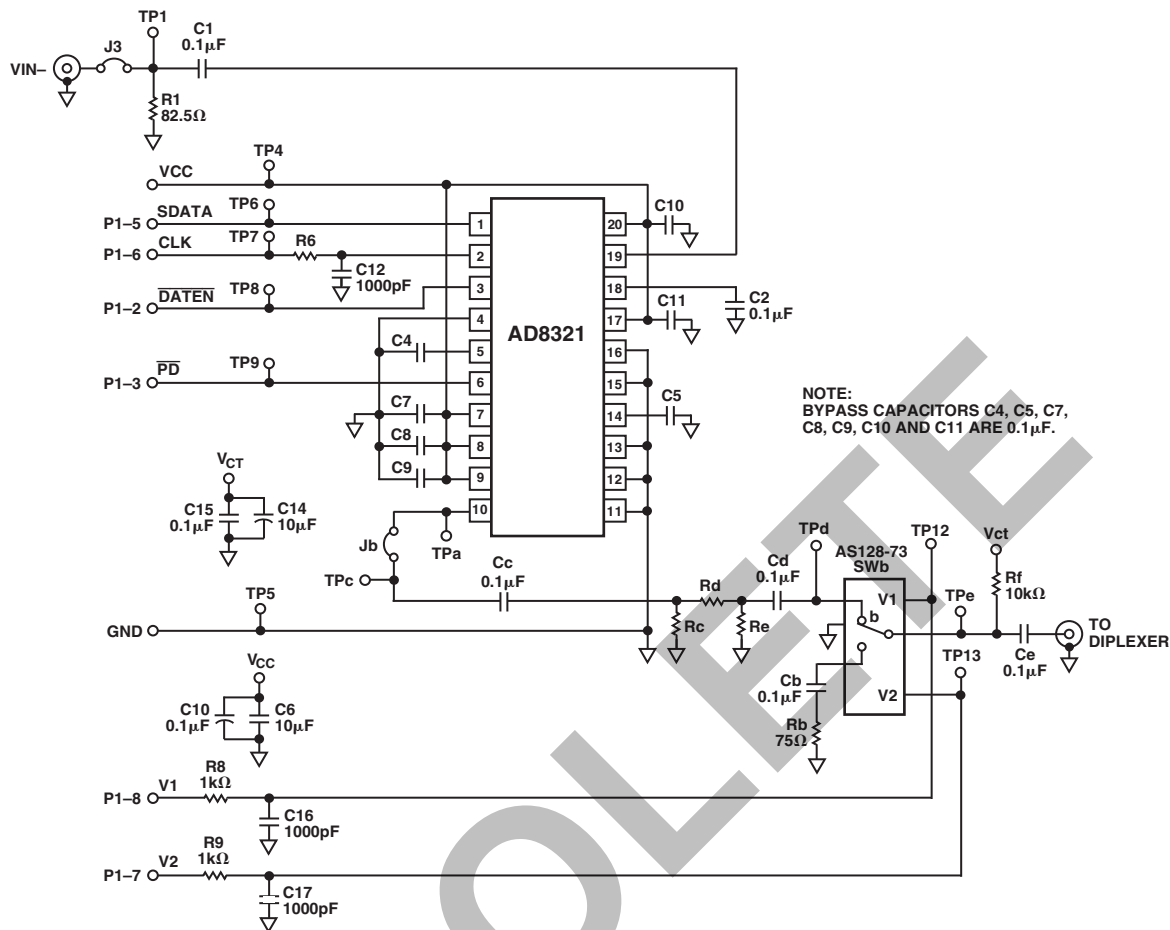 TP1
C1
0.1μF
J3
VIN–
R1
82.5Ω
TP4
VCC
TP6
P1–5 SDATA
TP7
P1–6 CLK
R6
C12
1000pF
TP8
P1–2 DATEN
TP9
P1–3 PD
C4
C7
C8
C9
1
2
3
4
5
6
7
8
9
10
AD8321
20
19
18
17
16
15
14
13
12
11
C10
C11
C2
0.1μF
C5
NOTE:
BYPASS CAPACITORS C4, C5, C7,
C8, C9, C10 AND C11 ARE 0.1μF.
VCT
C15
0.1μF
C14
10μF
Jb
TPa
TPc
Cc
0.1μF
Rd
Rc
Re
Cd
0.1μF
TPd
AS128-73
SWb
TP12
Vct
V1
b
V2
TPe
Rf
10kΩ
TP13
Ce
0.1μF
TO
DIPLEXER
Cb
0.1μF
Rb
75Ω
TP5
GND
VCC
C10
0.1μF
C6
10μF
P1–8 V1
R8
1kΩ
C16
1000pF
P1–7 V2
R9
1kΩ
C17
1000pF
OLETE